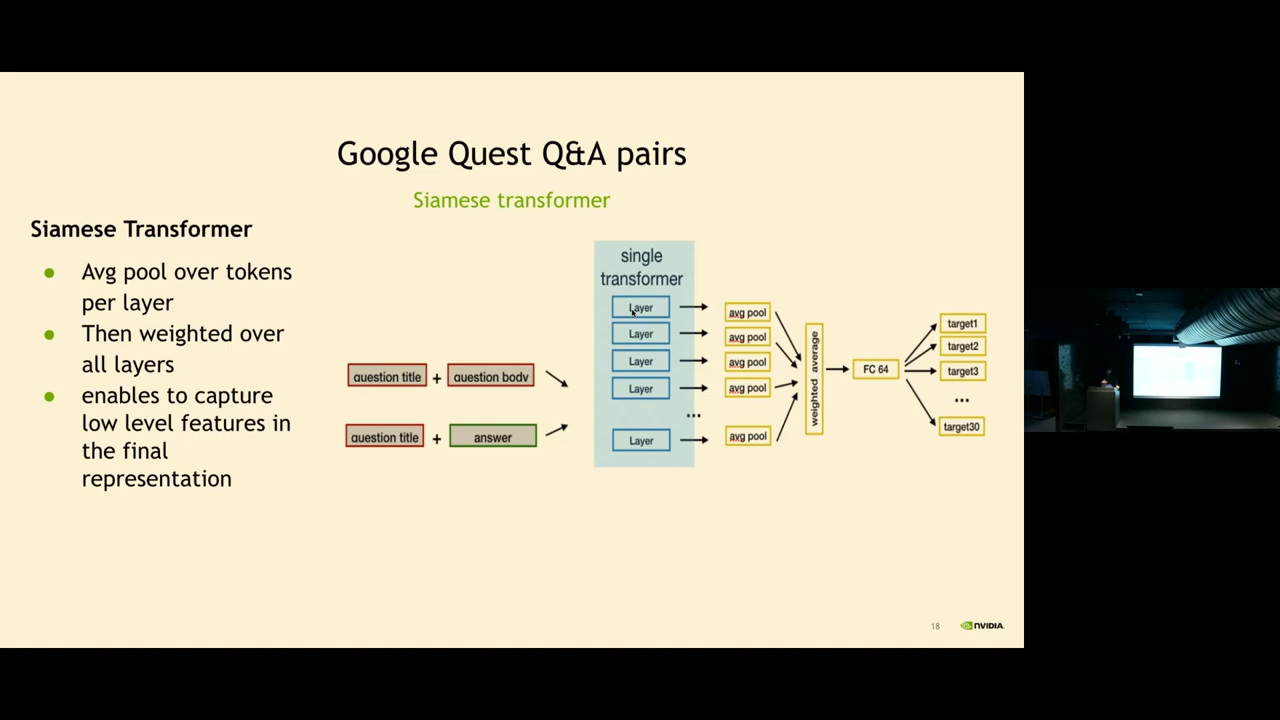 Google Quest Q&A pairs
Siamese transformer
Siamese Transformer
● Avg pool over tokens
per layer
● Then weighted over
all layers
● enables to capture
low level features in
the final
representation
question title + question body
question title + answer
single
transformer
Layer
Layer
Layer
Layer
...
Layer
avg pool
avg pool
avg pool
avg pool
avg pool
weighted average
FC 64
target1
target2
target3
...
target30
18
NVIDIA.